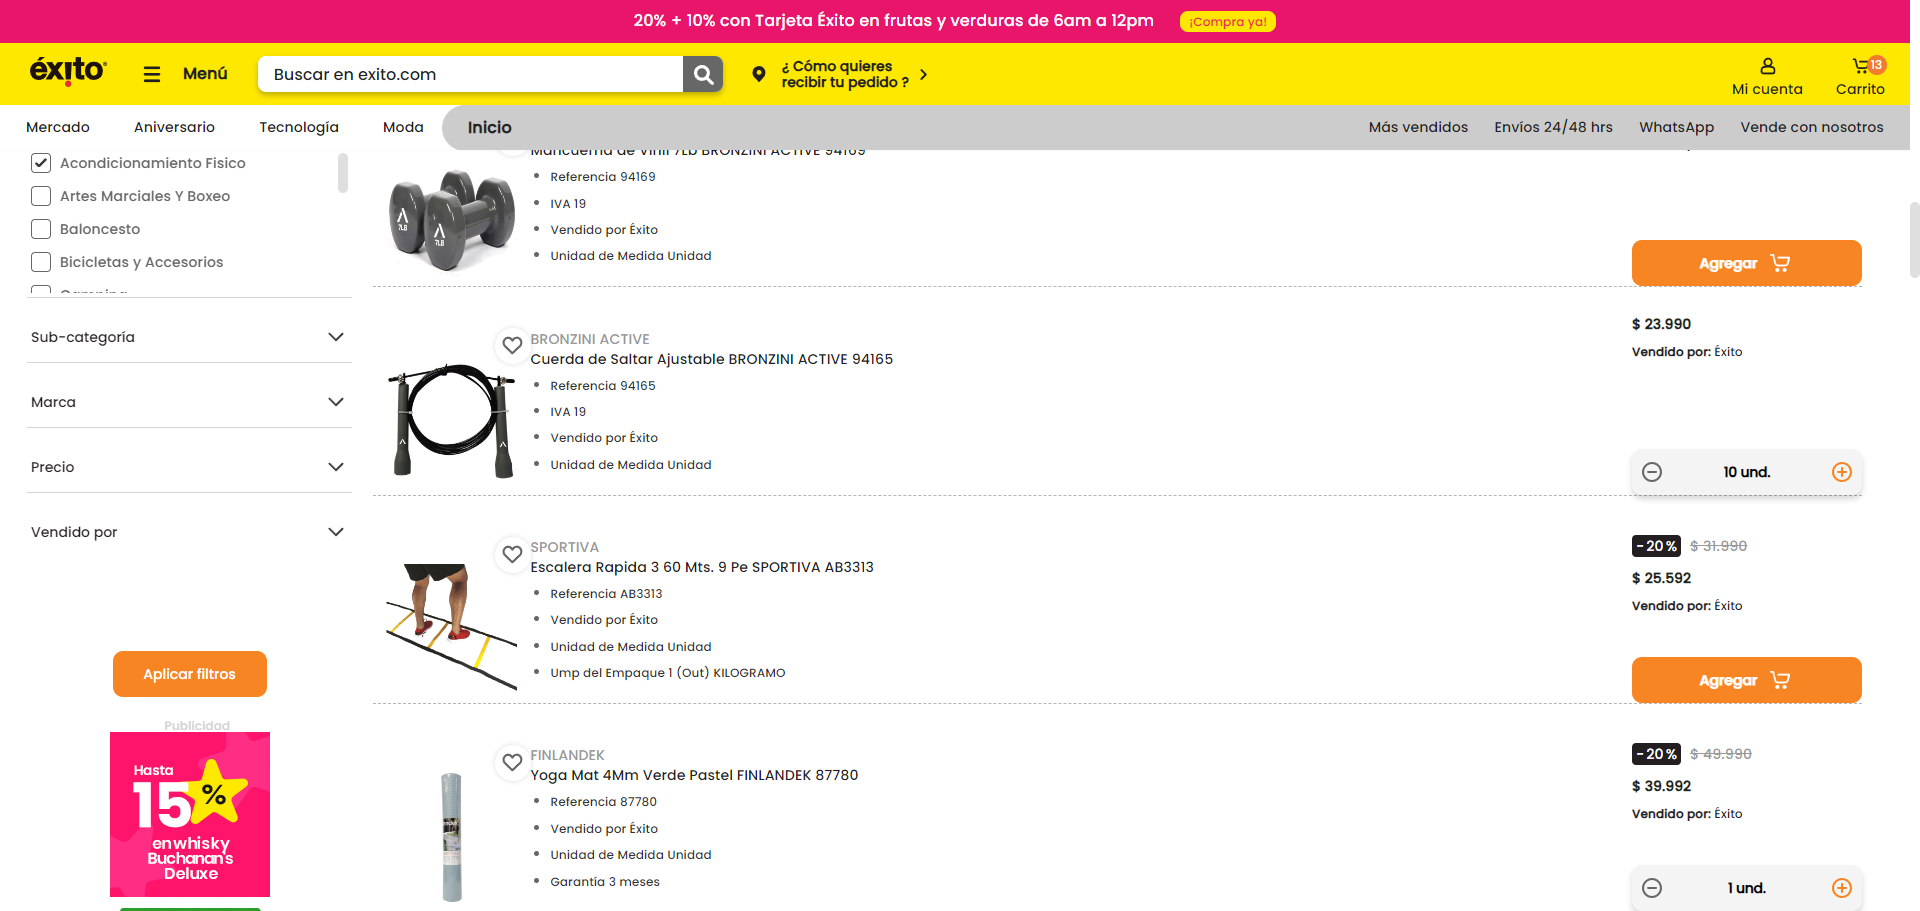 20% + 10% con Tarjeta Éxito en frutas y verduras de 6am a 12pm
¡Compra ya!
éxito
Menú
Buscar en exito.com
¿ Cómo quieres
recibir tu pedido ?
Mi cuenta
13
Carrito
Mercado
Aniversario
Tecnología
Moda
Inicio
Más vendidos
Envíos 24/48 hrs
WhatsApp
Vende con nosotros
Acondicionamiento Fisico
Artes Marciales Y Boxeo
Baloncesto
Bicicletas y Accesorios
Camping
Sub-categoría
Marca
Precio
Vendido por
Aplicar filtros
Publicidad
Hasta
15%
en whisky
Buchanan's
Deluxe
Mancuerna de Vinil 7Lb BRONZINI ACTIVE 94169
7LB
7LB
Referencia 94169
IVA 19
Vendido por Éxito
Unidad de Medida Unidad
Agregar
BRONZINI ACTIVE
Cuerda de Saltar Ajustable BRONZINI ACTIVE 94165
Referencia 94165
IVA 19
Vendido por Éxito
Unidad de Medida Unidad
$ 23.990
Vendido por: Éxito
10 und.
SPORTIVA
Escalera Rapida 3 60 Mts. 9 Pe SPORTIVA AB3313
Referencia AB3313
Vendido por Éxito
Unidad de Medida Unidad
Ump del Empaque 1 (Out) KILOGRAMO
-20% $ 31.990
$ 25.592
Vendido por: Éxito
Agregar
FINLANDEK
Yoga Mat 4Mm Verde Pastel FINLANDEK 87780
Referencia 87780
Vendido por Éxito
Unidad de Medida Unidad
Garantía 3 meses
-20% $ 49.990
$ 39.992
Vendido por: Éxito
1 und.